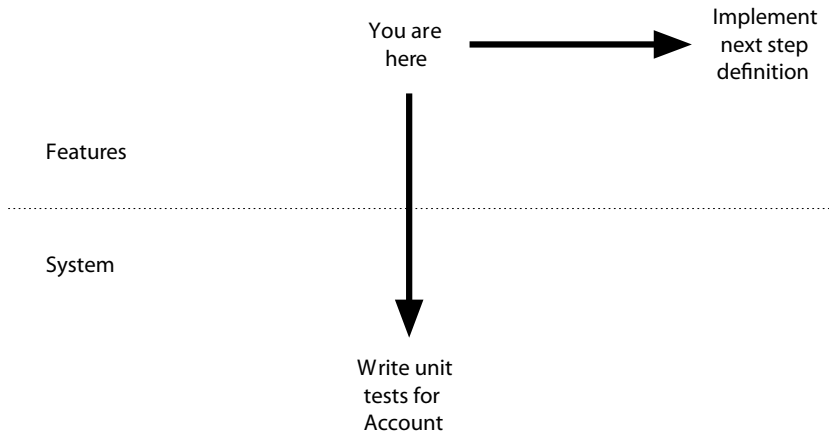 You are
here
Implement
next step
definition
Features
System
Write unit
tests for
Account